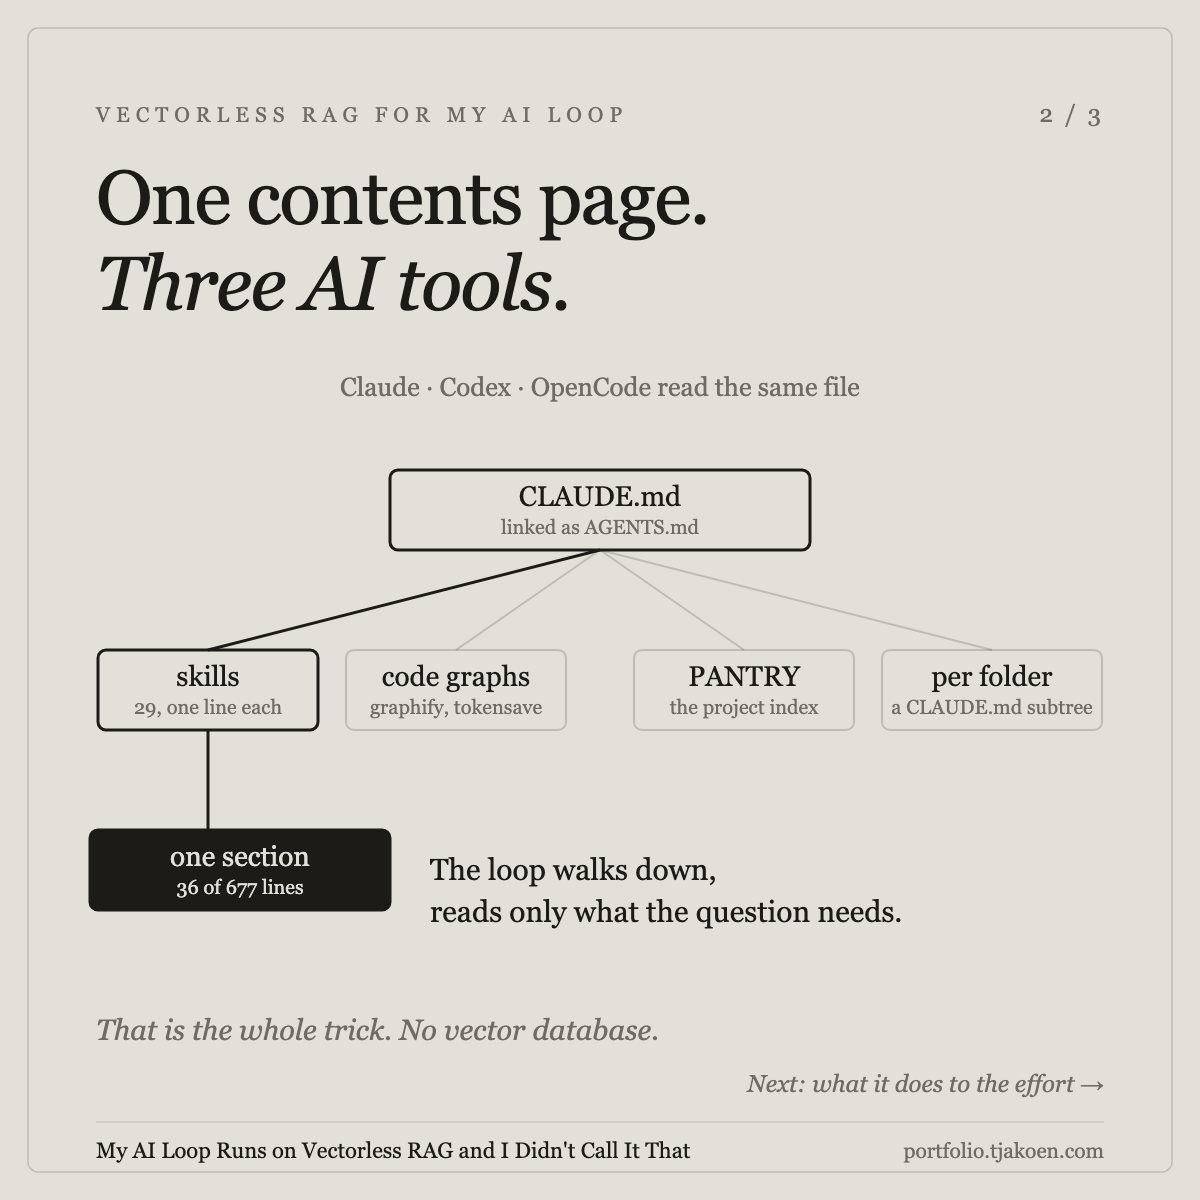 VECTORLESS RAG FOR MY AI LOOP
2 / 3
One contents page.
Three AI tools.
Claude · Codex · OpenCode read the same file
CLAUDE.md
linked as AGENTS.md
skills
29, one line each
code graphs
graphify, tokensave
PANTRY
the project index
per folder
a CLAUDE.md subtree
one section
36 of 677 lines
The loop walks down,
reads only what the question needs.
That is the whole trick. No vector database.
Next: what it does to the effort →
My AI Loop Runs on Vectorless RAG and I Didn't Call It That
portfolio.tjakoen.com